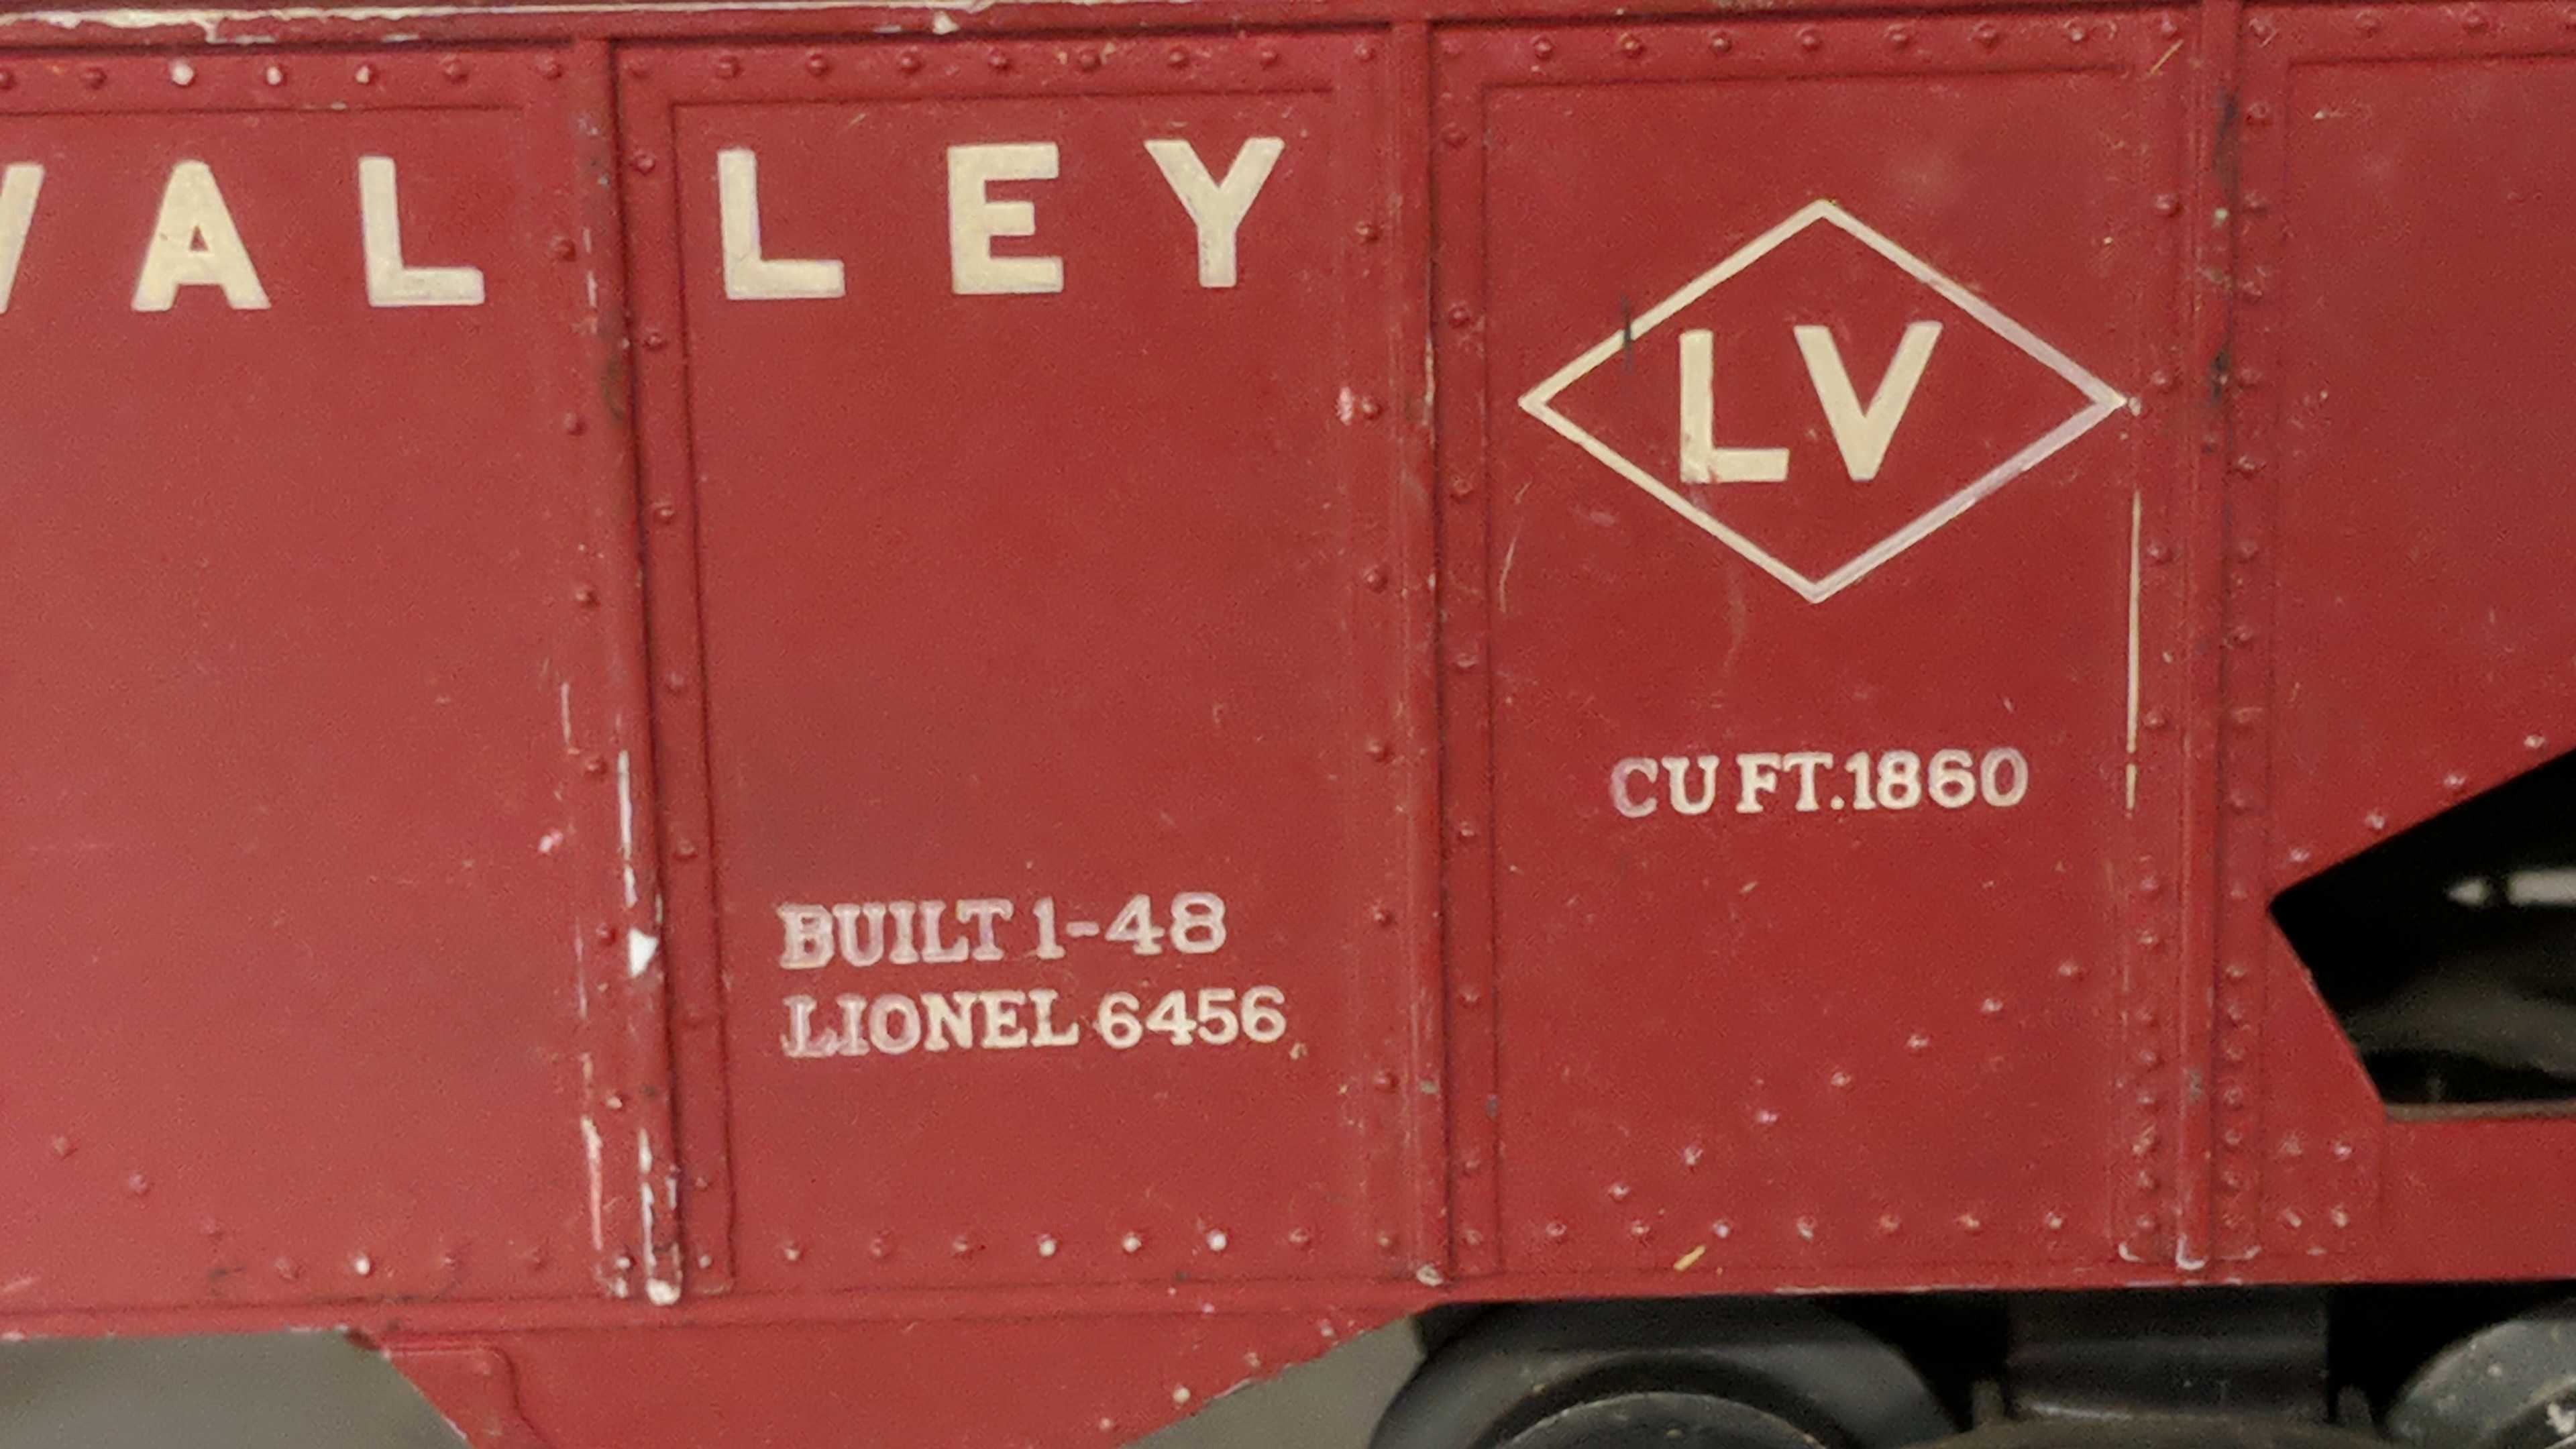 VALLEY
LV
CU FT.1860
BUILT 1-48
LIONEL 6456